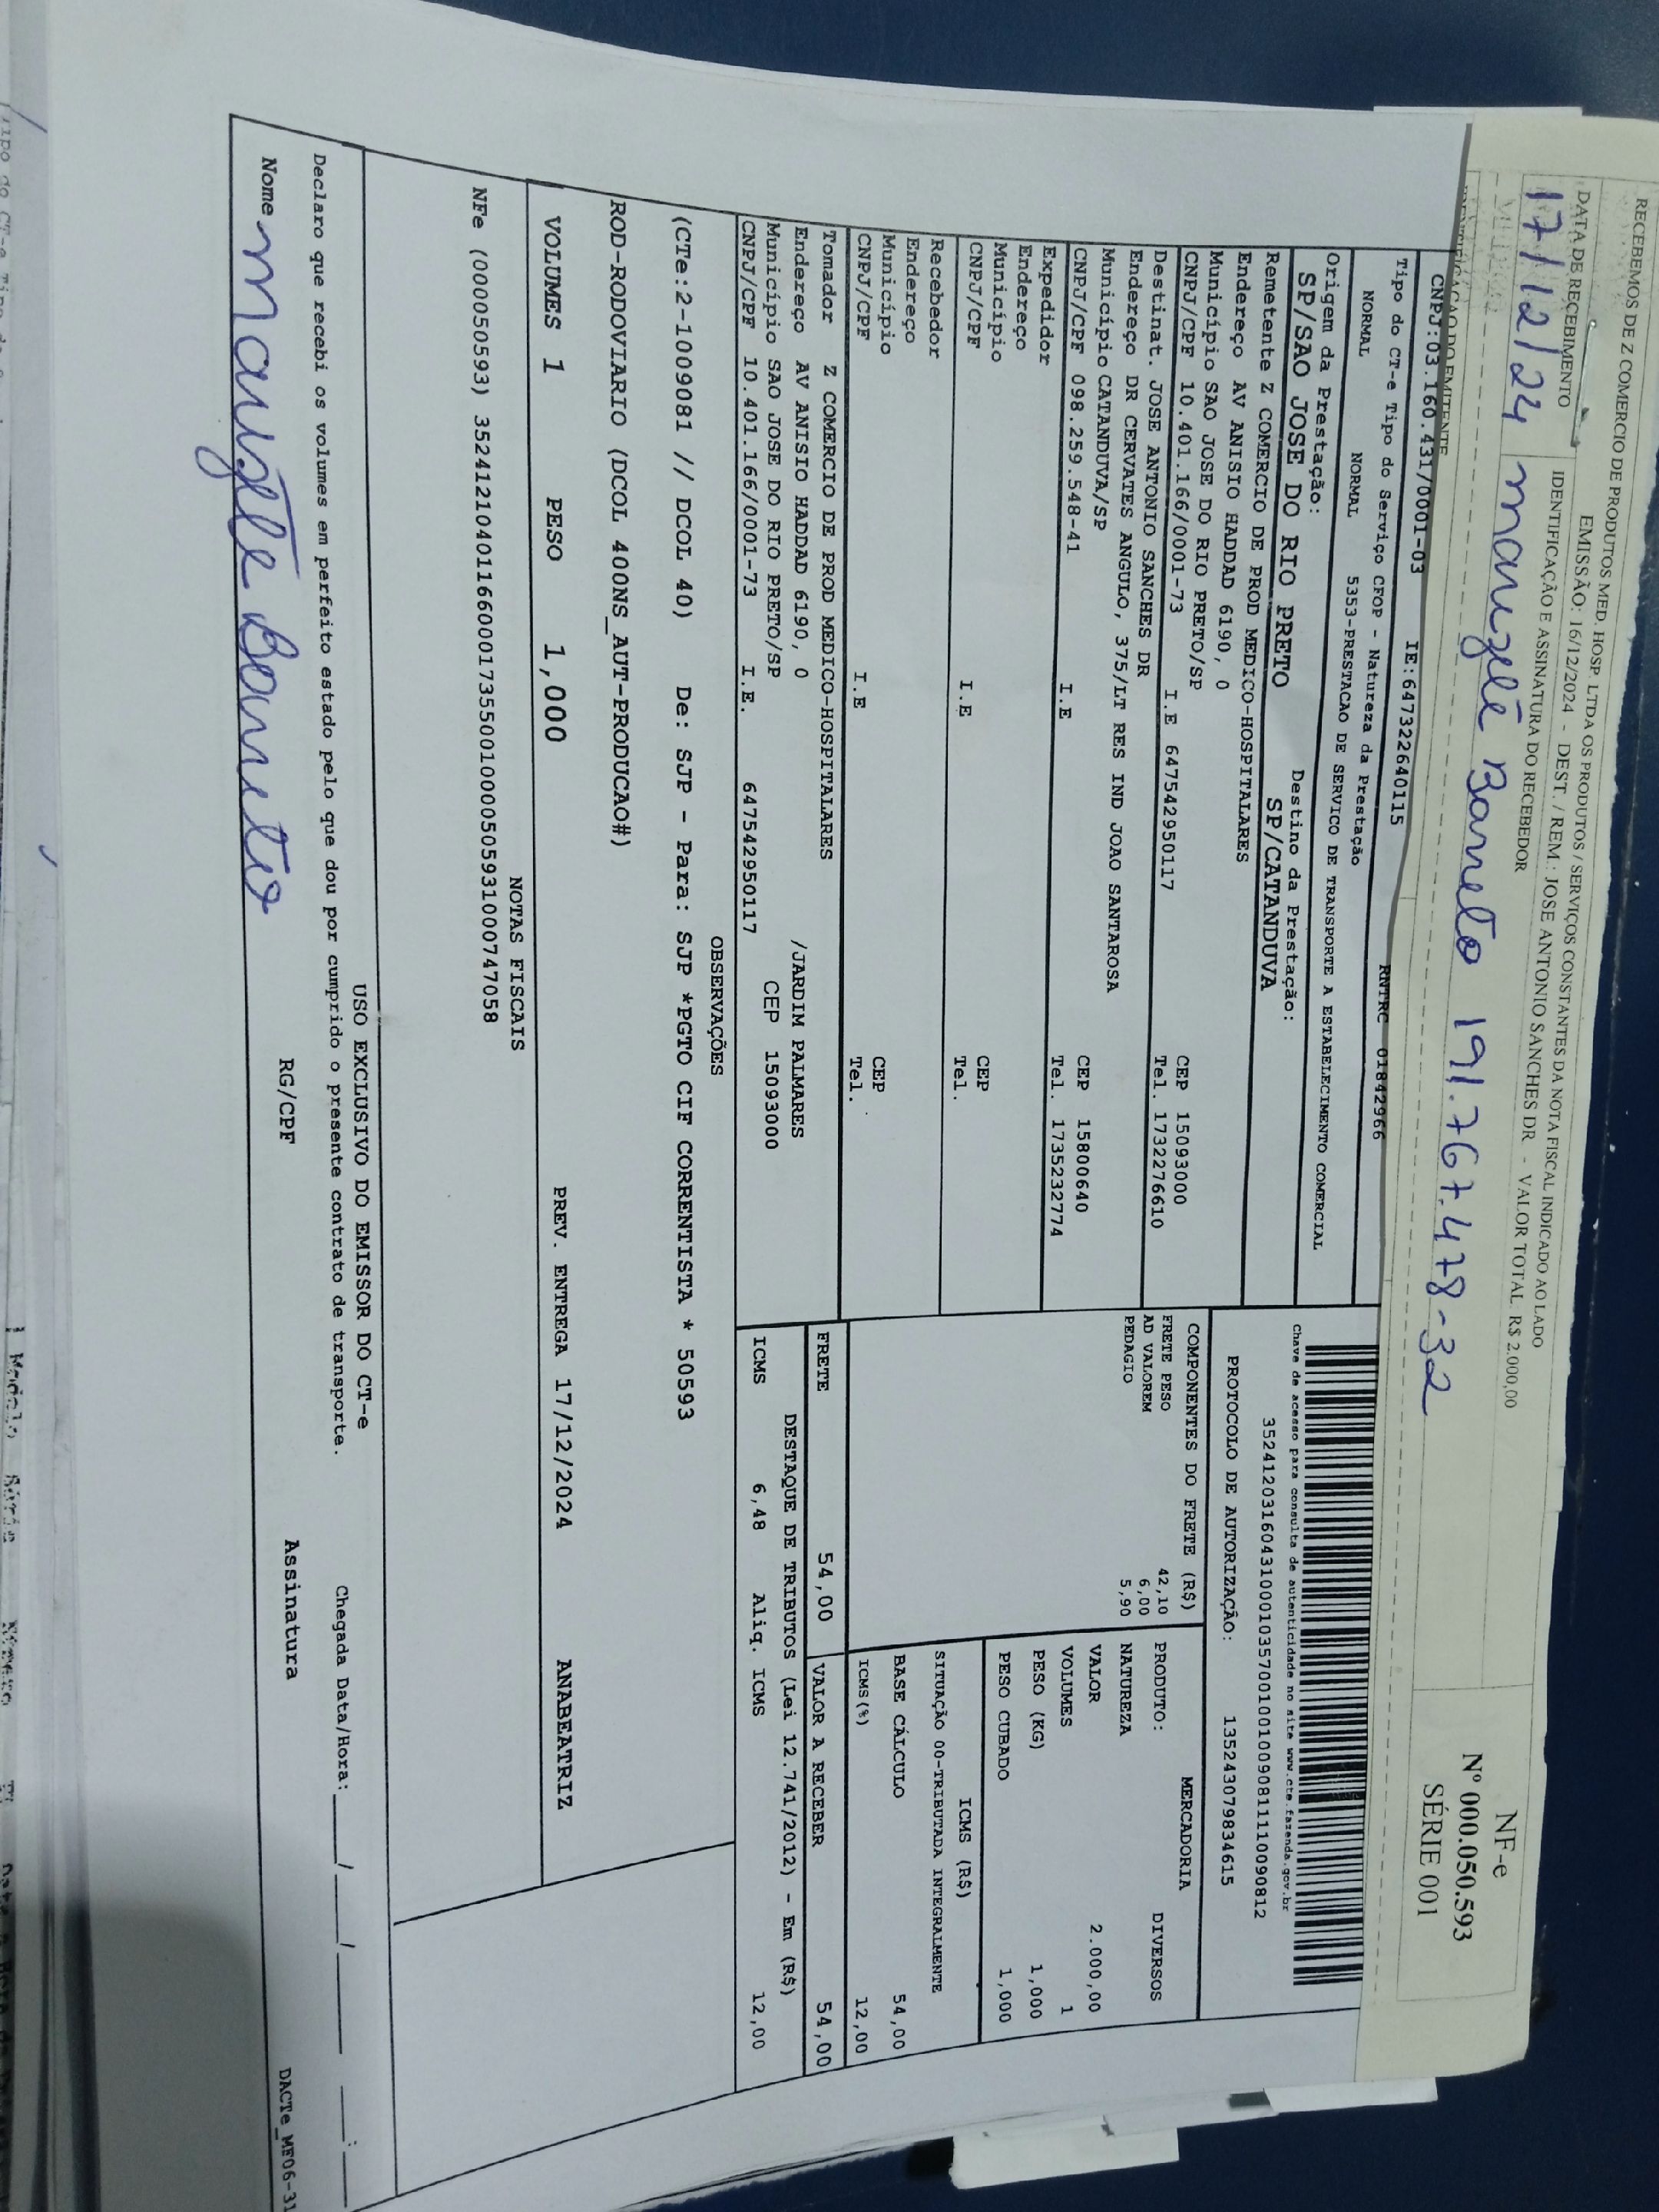 RECEBEMOS DE Z COMERCIO DE PRODUTOS MED. HOSP. LTDA OS PRODUTOS / SERVIÇOS CONSTANTES DA NOTA FISCAL INDICADO AO LADO
EMISSÃO: 16/12/2024 - DEST. / REM.: JOSE ANTONIO SANCHES DR - VALOR TOTAL R$ 2.000,00
DATA DE RECEBIMENTO IDENTIFICAÇÃO E ASSINATURA DO RECEBEDOR
17/12/24 maryele Barreto 191.767.478-32
NF-e
Nº 000.050.593
SÉRIE 001
CNPJ:03.160.431/0001-03 IE:647322640115 RNTRC 01842966
Tipo do CT-e Tipo do Serviço CFOP - Natureza da Prestação
NORMAL NORMAL 5353-PRESTACAO DE SERVICO DE TRANSPORTE A ESTABELECIMENTO COMERCIAL
Origem da Prestação: Destino da Prestação:
SP/SAO JOSE DO RIO PRETO SP/CATANDUVA
Remetente Z COMERCIO DE PROD MEDICO-HOSPITALARES
Endereço AV ANISIO HADDAD 6190, 0
Município SAO JOSE DO RIO PRETO/SP CEP 15093000
CNPJ/CPF 10.401.166/0001-73 I.E 647542950117 Tel. 1732276610
Destinat. JOSE ANTONIO SANCHES DR
Endereço DR CERVATES ANGULO, 375/LT RES IND JOAO SANTAROSA
Município CATANDUVA/SP CEP 15800640
CNPJ/CPF 098.259.548-41 I.E Tel. 1735232774
Expedidor
Endereço
Município CEP
CNPJ/CPF I.E Tel.
Recebedor
Endereço
Município CEP
CNPJ/CPF I.E Tel.
Tomador Z COMERCIO DE PROD MEDICO-HOSPITALARES
Endereço AV ANISIO HADDAD 6190, 0 /JARDIM PALMARES
Município SAO JOSE DO RIO PRETO/SP CEP 15093000
CNPJ/CPF 10.401.166/0001-73 I.E. 647542950117
Chave de acesso para consulta de autenticidade no site www.cte.fazenda.gov.br
35241203160431000103570010010090811110090812
PROTOCOLO DE AUTORIZAÇÃO: 135243079834615
COMPONENTES DO FRETE (R$)
FRETE PESO 42,10
AD VALOREM 6,00
PEDAGIO 5,90
MERCADORIA
PRODUTO: DIVERSOS
NATUREZA
VALOR 2.000,00
VOLUMES 1
PESO (KG) 1,000
PESO CUBADO 1,000
ICMS (R$)
SITUAÇÃO 00-TRIBUTADA INTEGRALMENTE
BASE CÁLCULO 54,00
ICMS(%) 12,00
FRETE 54,00 VALOR A RECEBER 54,00
DESTAQUE DE TRIBUTOS (Lei 12.741/2012) - Em (R$)
ICMS 6,48 Aliq. ICMS 12,00
OBSERVAÇÕES
(CTe:2-1009081 // DCOL 40) De: SJP - Para: SJP *PGTO CIF CORRENTISTA * 50593
ROD-RODOVIARIO (DCOL 400NS_AUT-PRODUCAO#)
VOLUMES 1 PESO 1,000 PREV. ENTREGA 17/12/2024 ANABEATRIZ
NOTAS FISCAIS
NFe (000050593) 35241210401166000173550010000505931000747058
USO EXCLUSIVO DO EMISSOR DO CT-e
Declaro que recebi os volumes em perfeito estado pelo que dou por cumprido o presente contrato de transporte. Chegada Data/Hora: ___/___/_____ ___:___
Nome maryele Barreto RG/CPF Assinatura
DACTe_MF06-31